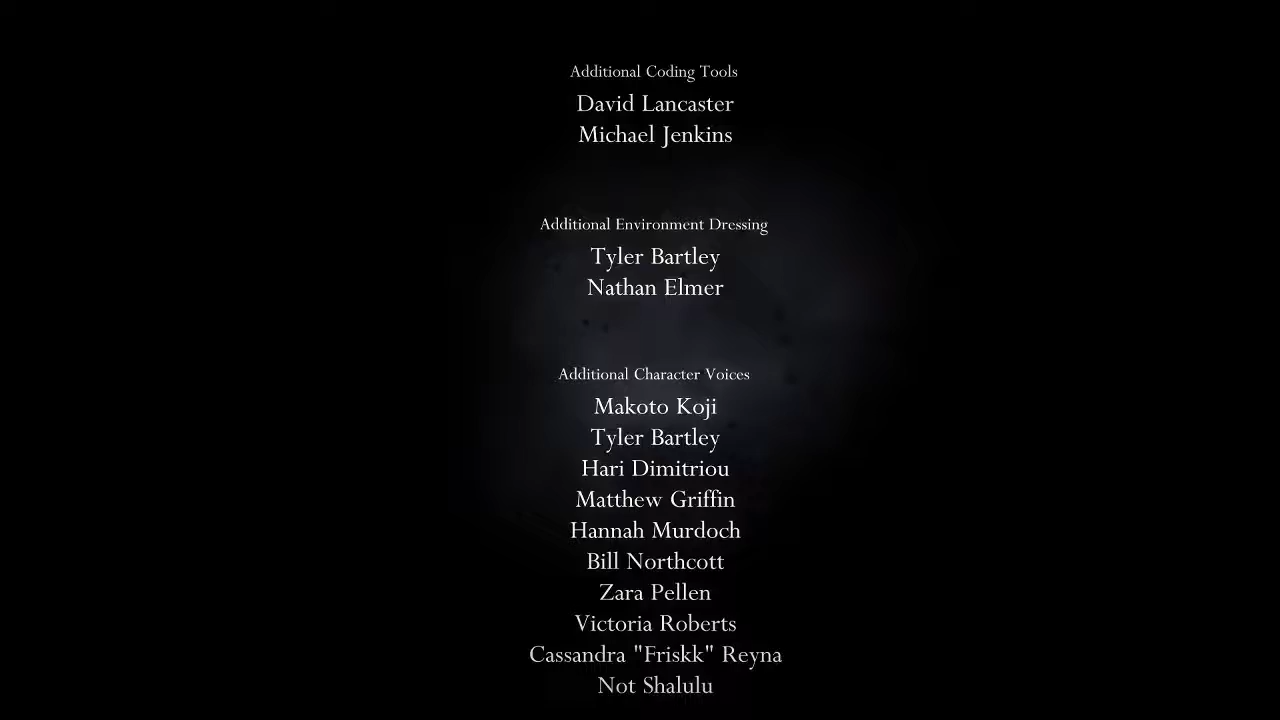 Additional Coding Tools
David Lancaster
Michael Jenkins
Additional Environment Dressing
Tyler Bartley
Nathan Elmer
Additional Character Voices
Makoto Koji
Tyler Bartley
Hari Dimitriou
Matthew Griffin
Hannah Murdoch
Bill Northcott
Zara Pellen
Victoria Roberts
Cassandra "Friskk" Reyna
Not Shalulu